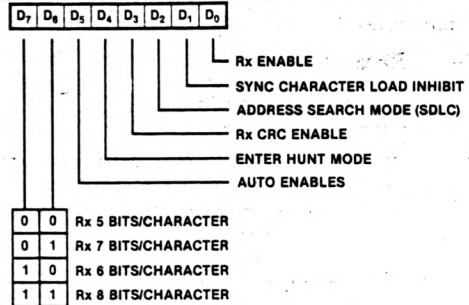 D7 D6 D5 D4 D3 D2 D1 D0
Rx ENABLE
SYNC CHARACTER LOAD INHIBIT
ADDRESS SEARCH MODE (SDLC)
Rx CRC ENABLE
ENTER HUNT MODE
AUTO ENABLES
0 0 Rx 5 BITS/CHARACTER
0 1 Rx 7 BITS/CHARACTER
1 0 Rx 6 BITS/CHARACTER
1 1 Rx 8 BITS/CHARACTER